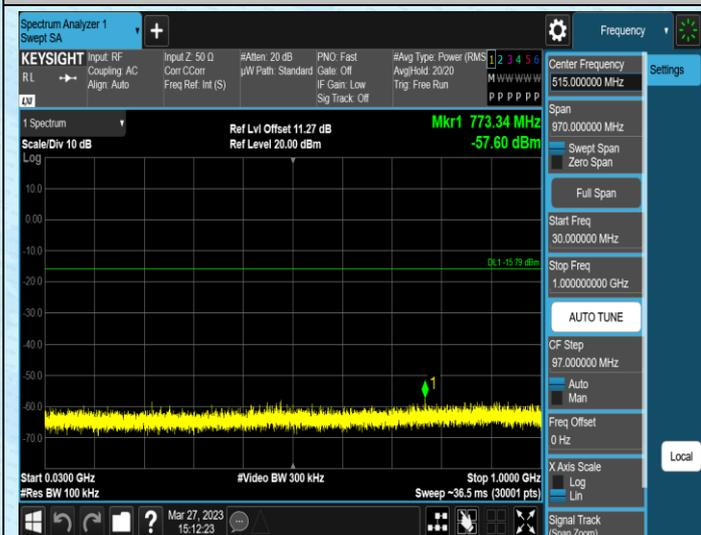 Spectrum Analyzer 1
Swept SA
+
Frequency
KEYSIGHT
R L
LXI
Input: RF
Coupling: AC
Align: Auto
Input Z: 50 Ω
Corr CCorr
Freq Ref: Int (S)
#Atten: 20 dB
µW Path: Standard
PNO: Fast
Gate: Off
IF Gain: Low
Sig Track: Off
#Avg Type: Power (RMS
Avg|Hold: 20/20
Trig: Free Run
1 2 3 4 5 6
M W W W W W
P P P P P P
1 Spectrum
Scale/Div 10 dB
Log
Ref Lvl Offset 11.27 dB
Ref Level 20.00 dBm
Mkr1 773.34 MHz
-57.60 dBm
10.0
0.00
-10.0
DL1 -15.79 dBm
-20.0
-30.0
-40.0
-50.0
1
-60.0
-70.0
Start 0.0300 GHz
#Video BW 300 kHz
Stop 1.0000 GHz
#Res BW 100 kHz
Sweep ~36.5 ms (30001 pts)
?
Mar 27, 2023
15:12:23
Center Frequency
515.000000 MHz
Settings
Span
970.000000 MHz
Swept Span
Zero Span
Full Span
Start Freq
30.000000 MHz
Stop Freq
1.000000000 GHz
AUTO TUNE
CF Step
97.000000 MHz
Auto
Man
Freq Offset
0 Hz
Local
X Axis Scale
Log
Lin
Signal Track
(Span Zoom)